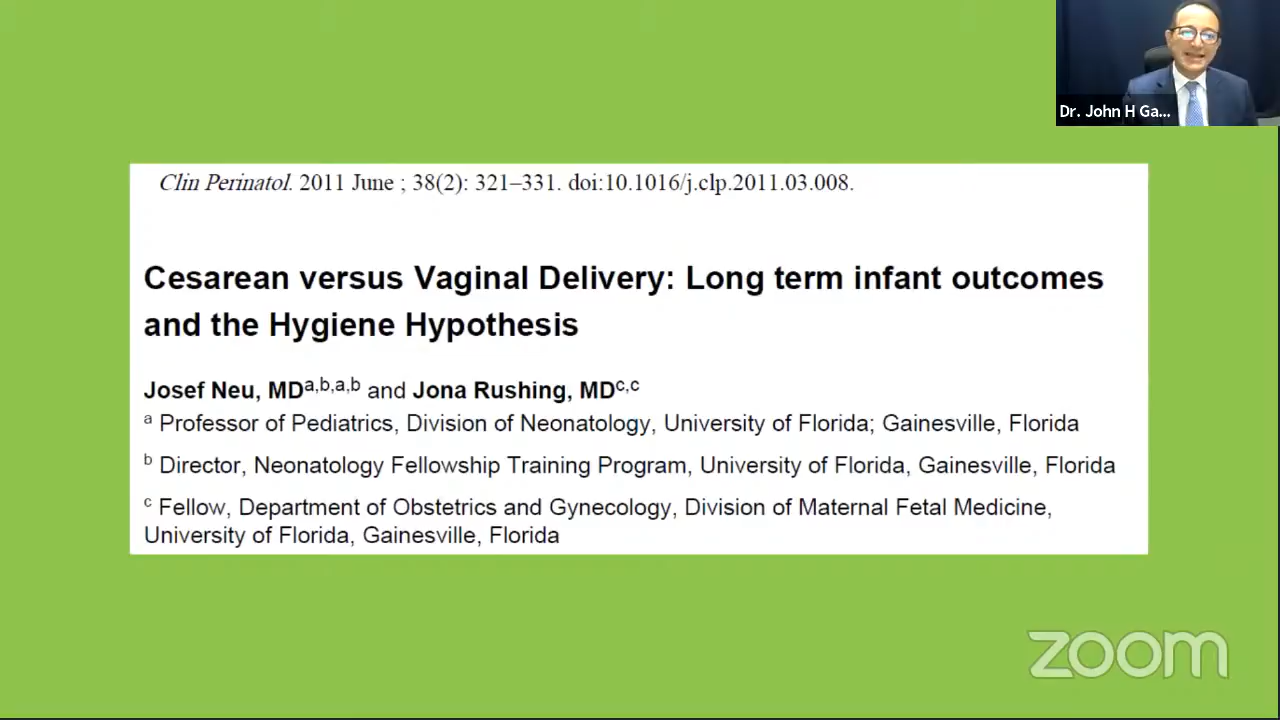 Dr. John H Ga...
Clin Perinatol. 2011 June ; 38(2): 321–331. doi:10.1016/j.clp.2011.03.008.
Cesarean versus Vaginal Delivery: Long term infant outcomes
and the Hygiene Hypothesis
Josef Neu, MDa,b,a,b and Jona Rushing, MDc,c
a Professor of Pediatrics, Division of Neonatology, University of Florida; Gainesville, Florida
b Director, Neonatology Fellowship Training Program, University of Florida, Gainesville, Florida
c Fellow, Department of Obstetrics and Gynecology, Division of Maternal Fetal Medicine,
University of Florida, Gainesville, Florida
zoom